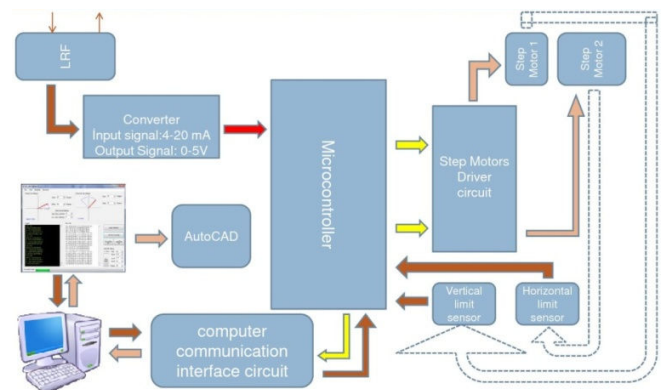 LRF
Step
Motor 1
Step
Motor 2
Converter
İnput signal:4-20 mA
Output Signal: 0-5V
Microcontroller
Step Motors
Driver
circuit
AutoCAD
Vertical
limit
sensor
Horizontal
limit
sensor
computer
communication
interface circuit